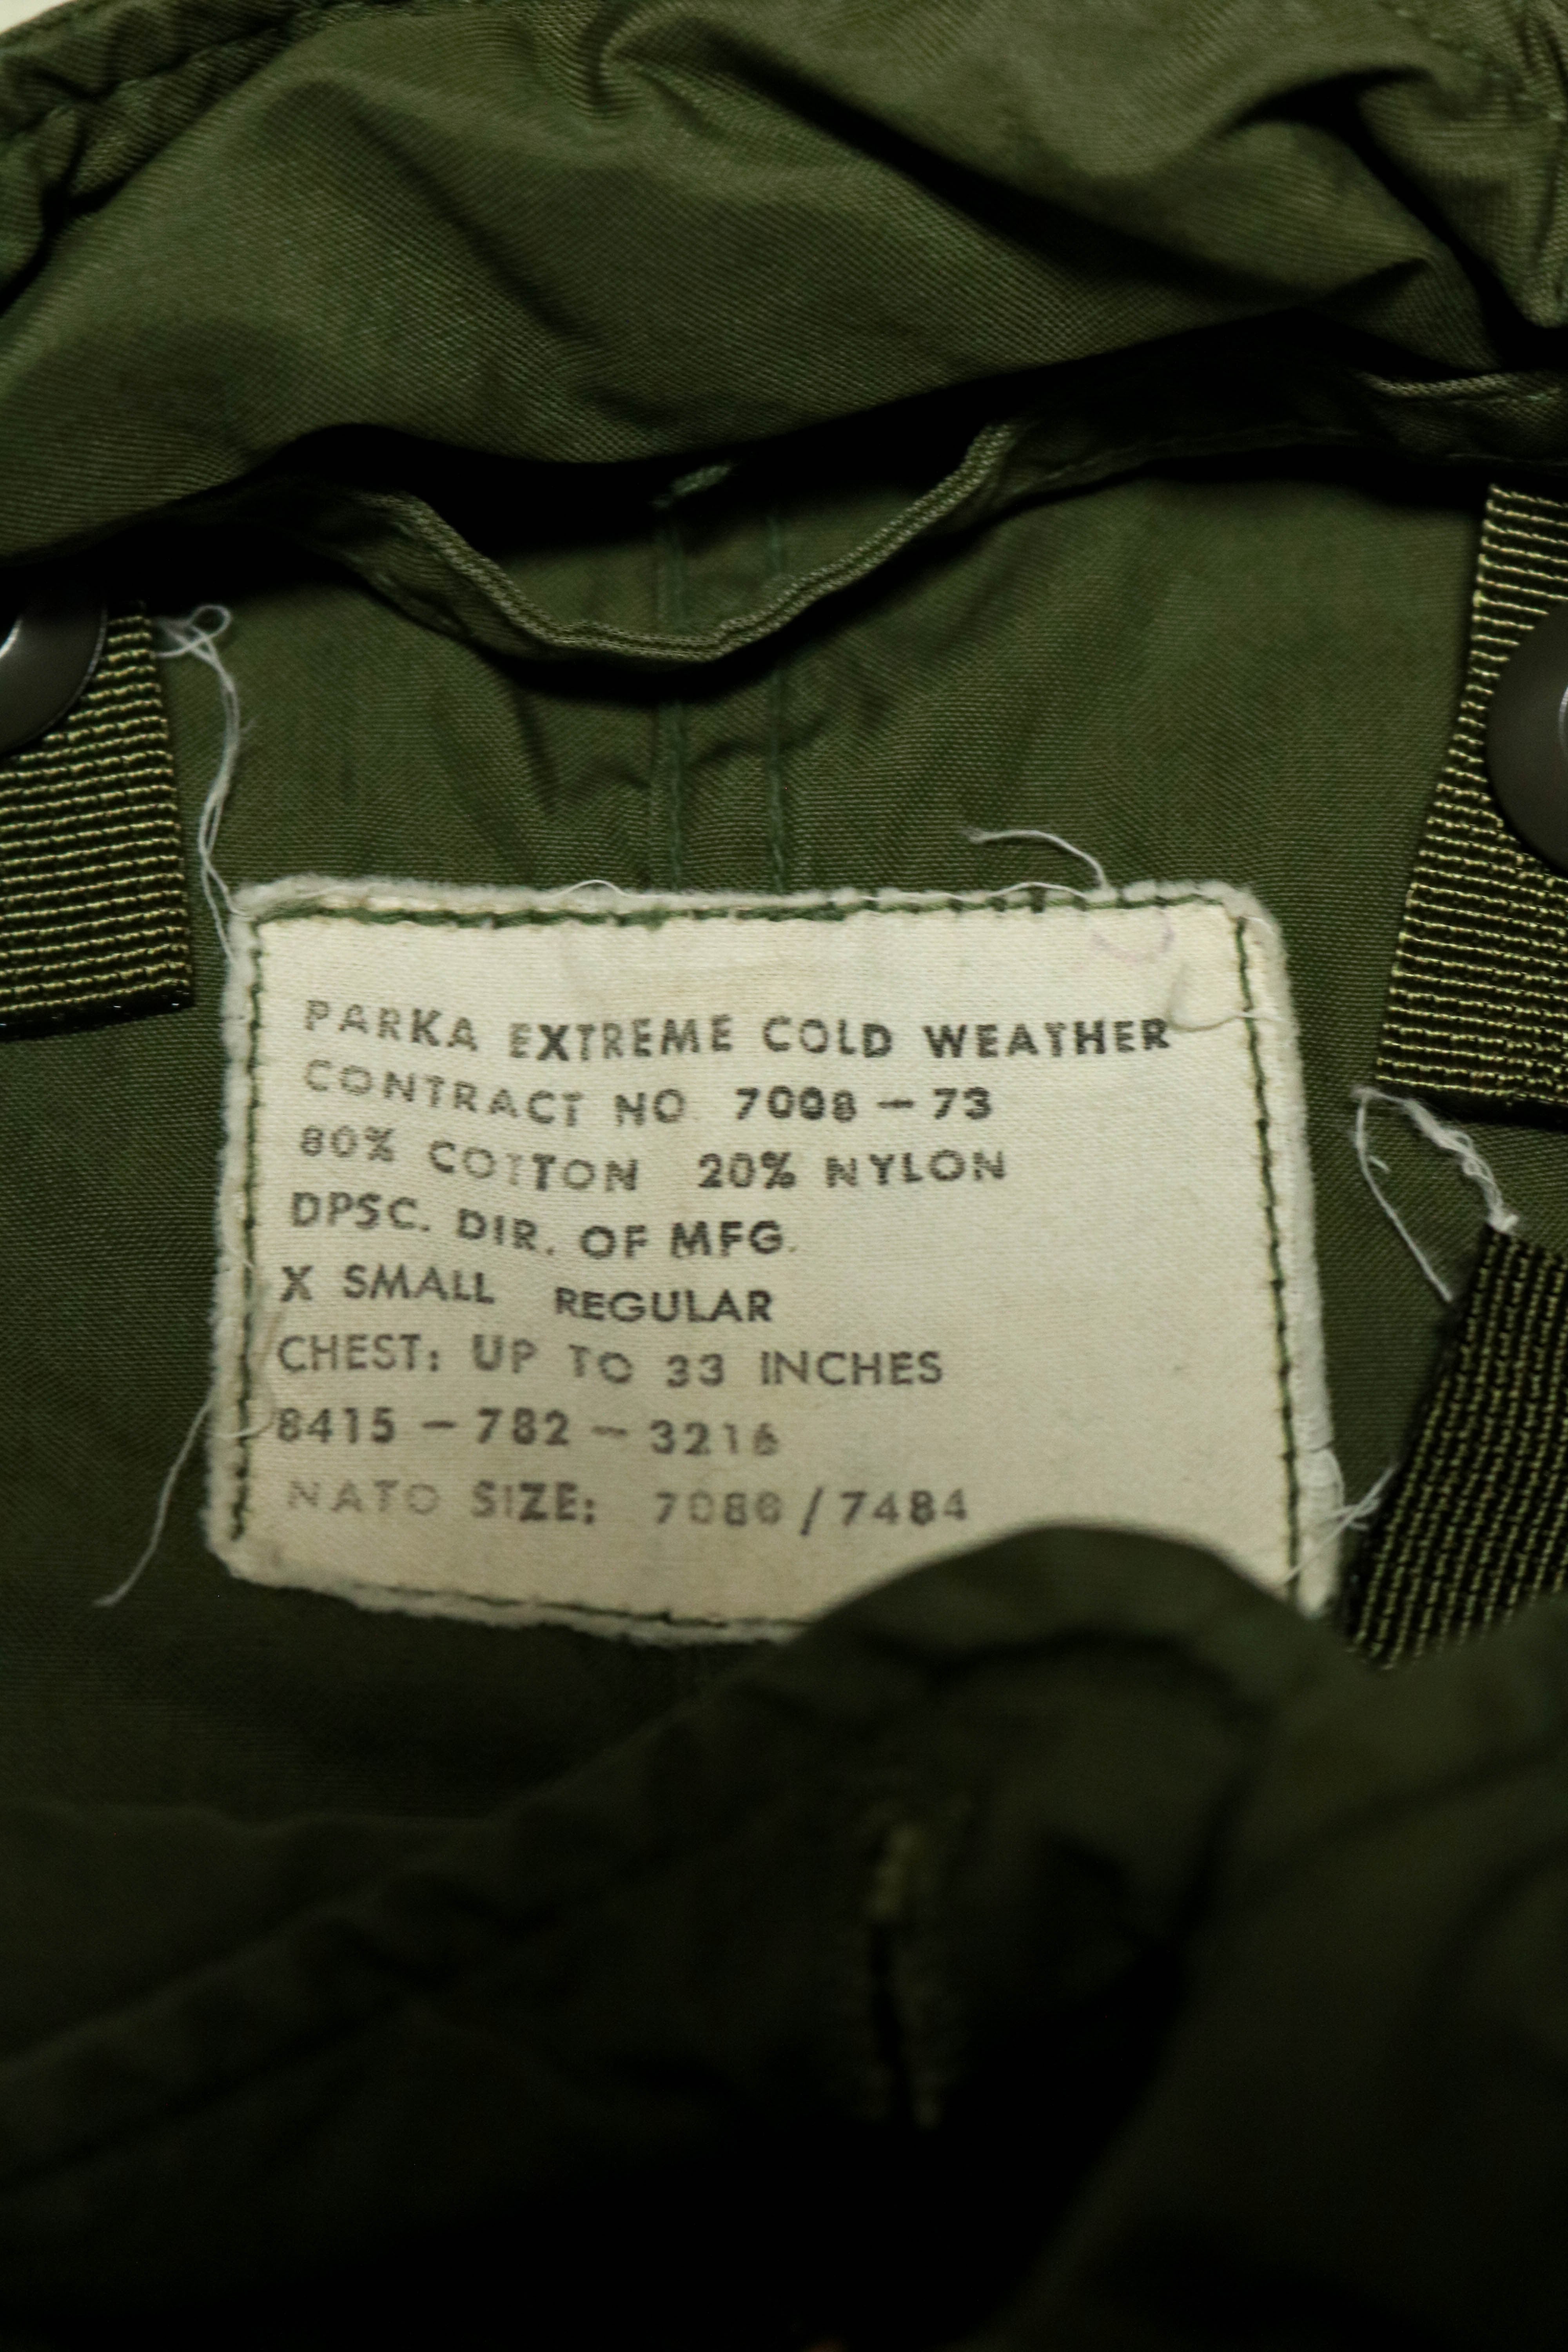 PARKA EXTREME COLD WEATHER
CONTRACT NO. 7008 – 73
80% COTTON 20% NYLON
DPSC. DIR. OF MFG.
X SMALL REGULAR
CHEST: UP TO 33 INCHES
8415 – 782 – 3216
NATO SIZE: / 7484